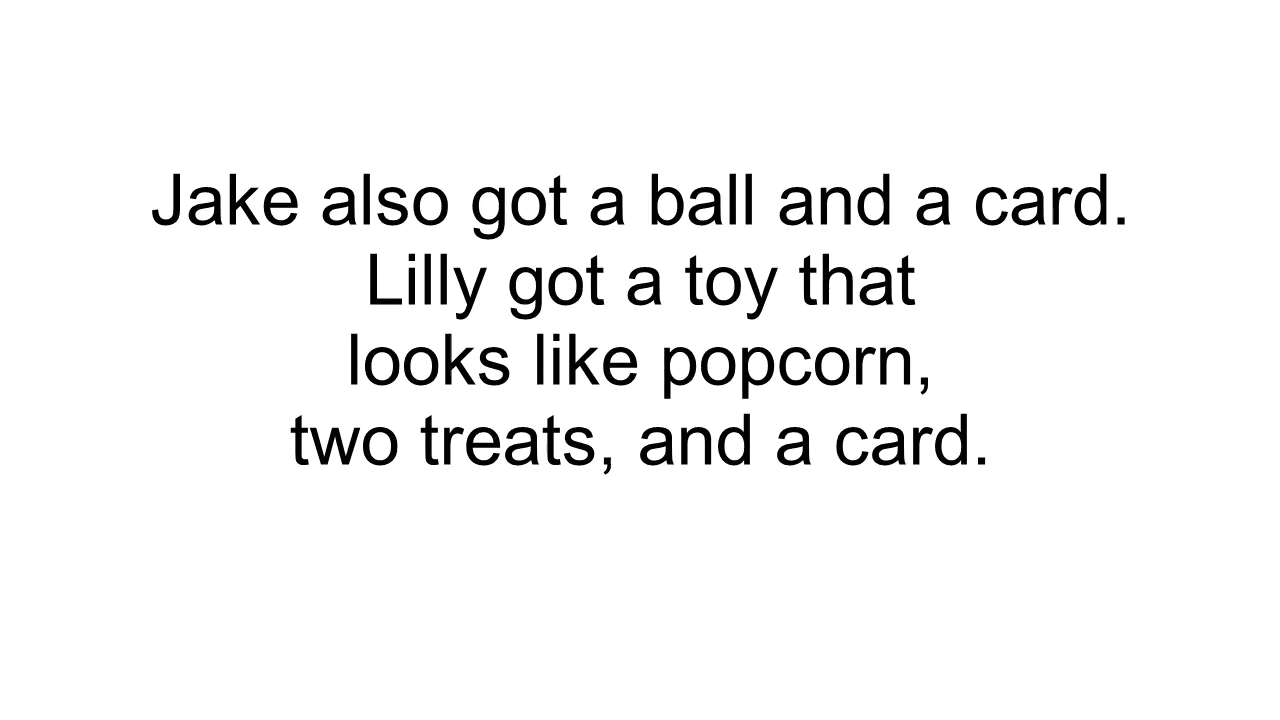 Jake also got a ball and a card.
Lilly got a toy that
looks like popcorn,
two treats, and a card.